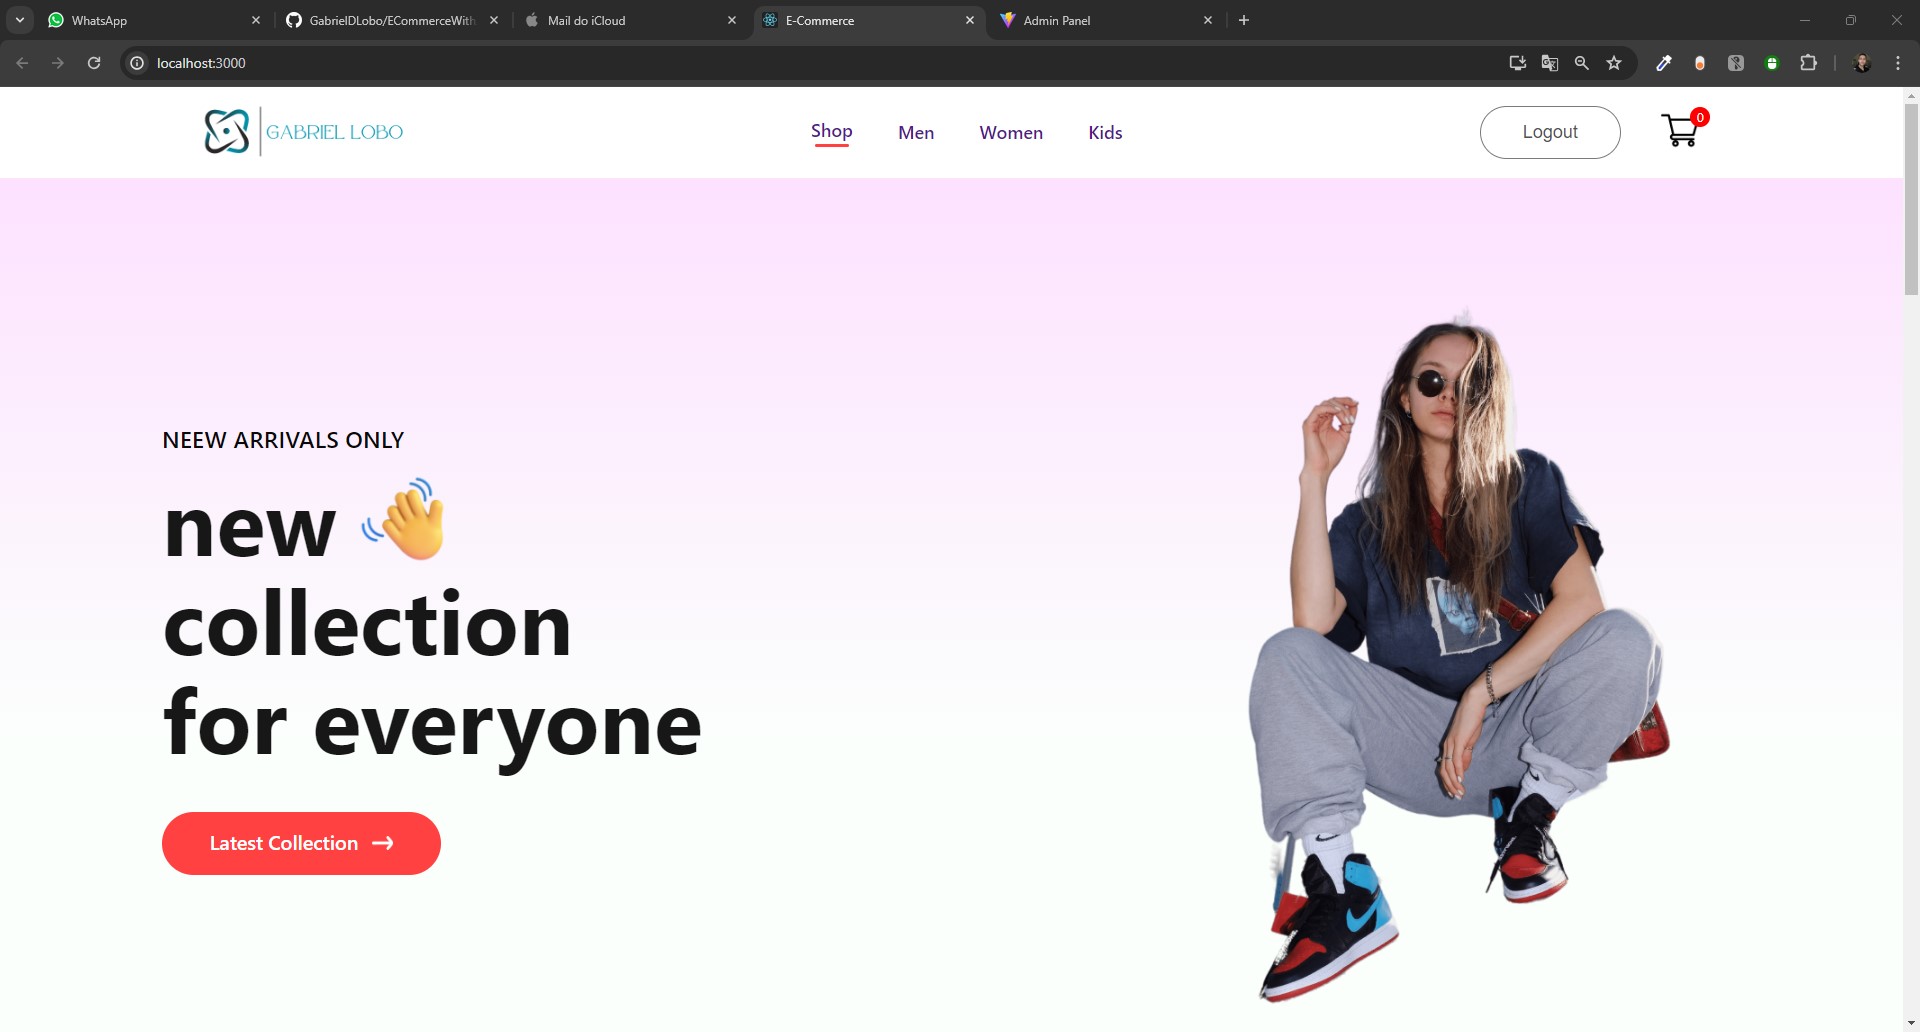 WhatsApp
GabrielDLobo/ECommerceWith
Mail do iCloud
E-Commerce
Admin Panel
localhost:3000
GABRIEL LOBO
Shop
Men
Women
Kids
Logout
0
NEEW ARRIVALS ONLY
new 👋
collection
for everyone
Latest Collection →